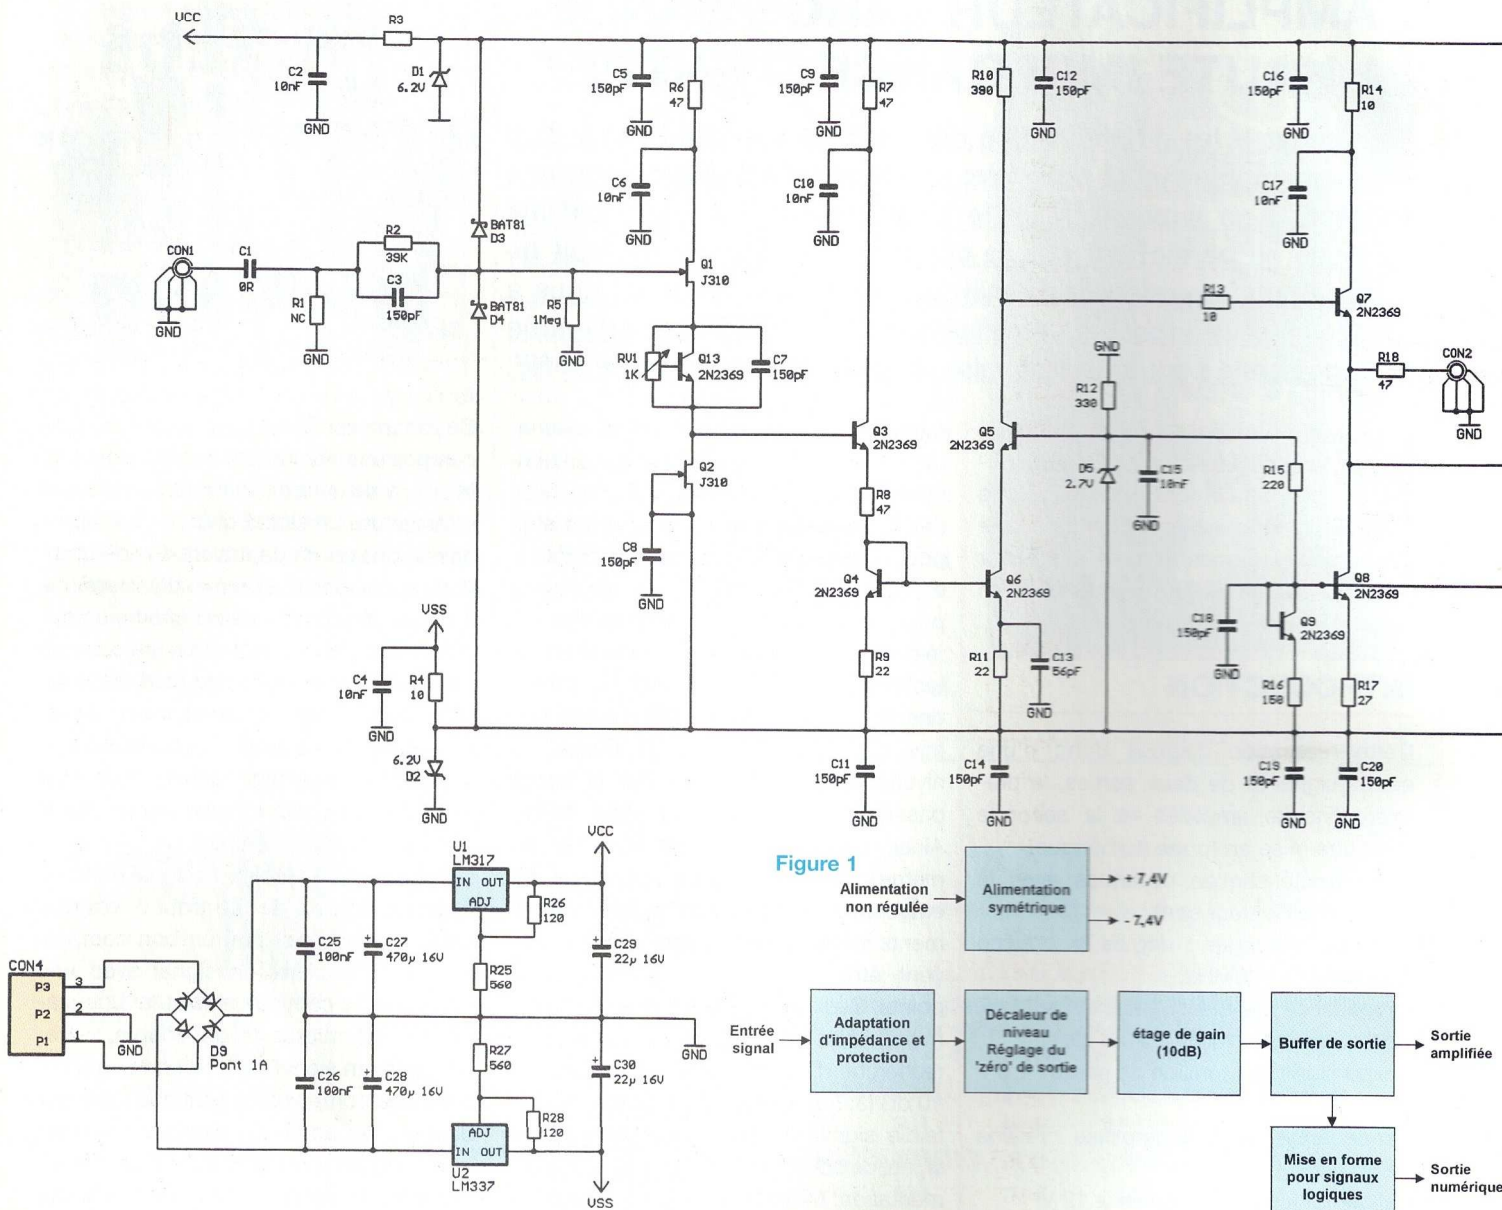 VCC
R3
C2
10nF
GND
D1
6.2V
C5
150pF
GND
R6
47
C9
150pF
GND
R7
47
R10
390
C12
150pF
GND
C16
150pF
GND
R14
10
C6
10nF
GND
C10
10nF
GND
C17
10nF
GND
CON1
GND
C1
0R
R1
NC
GND
R2
39K
C3
150pF
BAT81
D3
BAT81
D4
R5
1Meg
GND
Q1
J310
RV1
1K
Q13
2N2369
C7
150pF
R13
10
Q7
2N2369
R18
47
CON2
GND
GND
R12
330
Q3
2N2369
Q5
2N2369
D5
2.7V
C15
10nF
GND
R15
220
Q2
J310
C8
150pF
GND
R8
47
Q4
2N2369
Q6
2N2369
Q8
2N2369
Q9
2N2369
C18
150pF
GND
VSS
C4
10nF
GND
R4
10
R9
22
R11
22
C13
56pF
GND
R16
150
R17
27
6.2V
D2
GND
C11
150pF
GND
C14
150pF
GND
C19
150pF
GND
C20
150pF
GND
U1
LM317
IN OUT
ADJ
VCC
R26
120
C25
100nF
C27
470µ 16V
C29
22µ 16V
R25
560
CON4
P3 3
P2 2
P1 1
GND
D9
Pont 1A
GND
R27
560
C26
100nF
C28
470µ 16V
C30
22µ 16V
R28
120
ADJ
IN OUT
U2
LM337
VSS
Figure 1
Alimentation
non régulée
Alimentation
symétrique
+ 7,4V
- 7,4V
Entrée
signal
Adaptation
d'impédance et
protection
Décaleur de
niveau
Réglage du
'zéro' de sortie
étage de gain
(10dB)
Buffer de sortie
Sortie
amplifiée
Mise en forme
pour signaux
logiques
Sortie
numérique